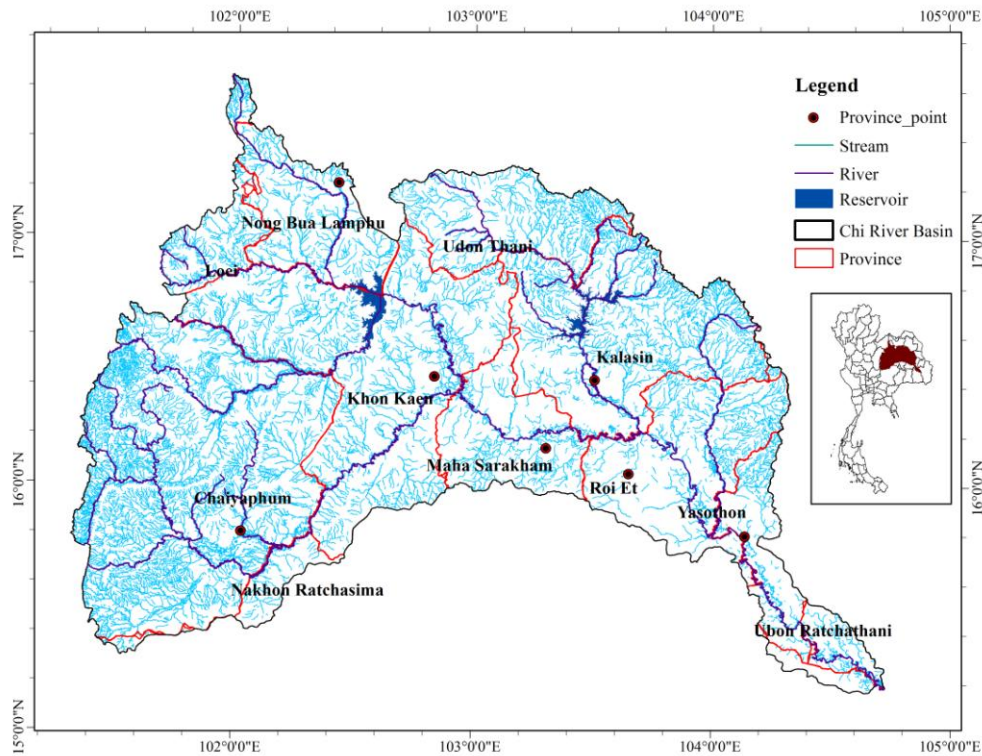 102°0'0"E
103°0'0"E
104°0'0"E
105°0'0"E
Legend
Province_point
Stream
River
Reservoir
Chi River Basin
Province
17°0'0"N
17°0'0"N
Nong Bua Lamphu
Udon Thani
Loei
Kalasin
Khon Kaen
Maha Sarakham
Roi Et
16°0'0"N
16°0'0"N
Chaiyaphum
Yasothon
Nakhon Ratchasima
Ubon Ratchathani
15°0'0"N
15°0'0"N
102°0'0"E
103°0'0"E
104°0'0"E
105°0'0"E